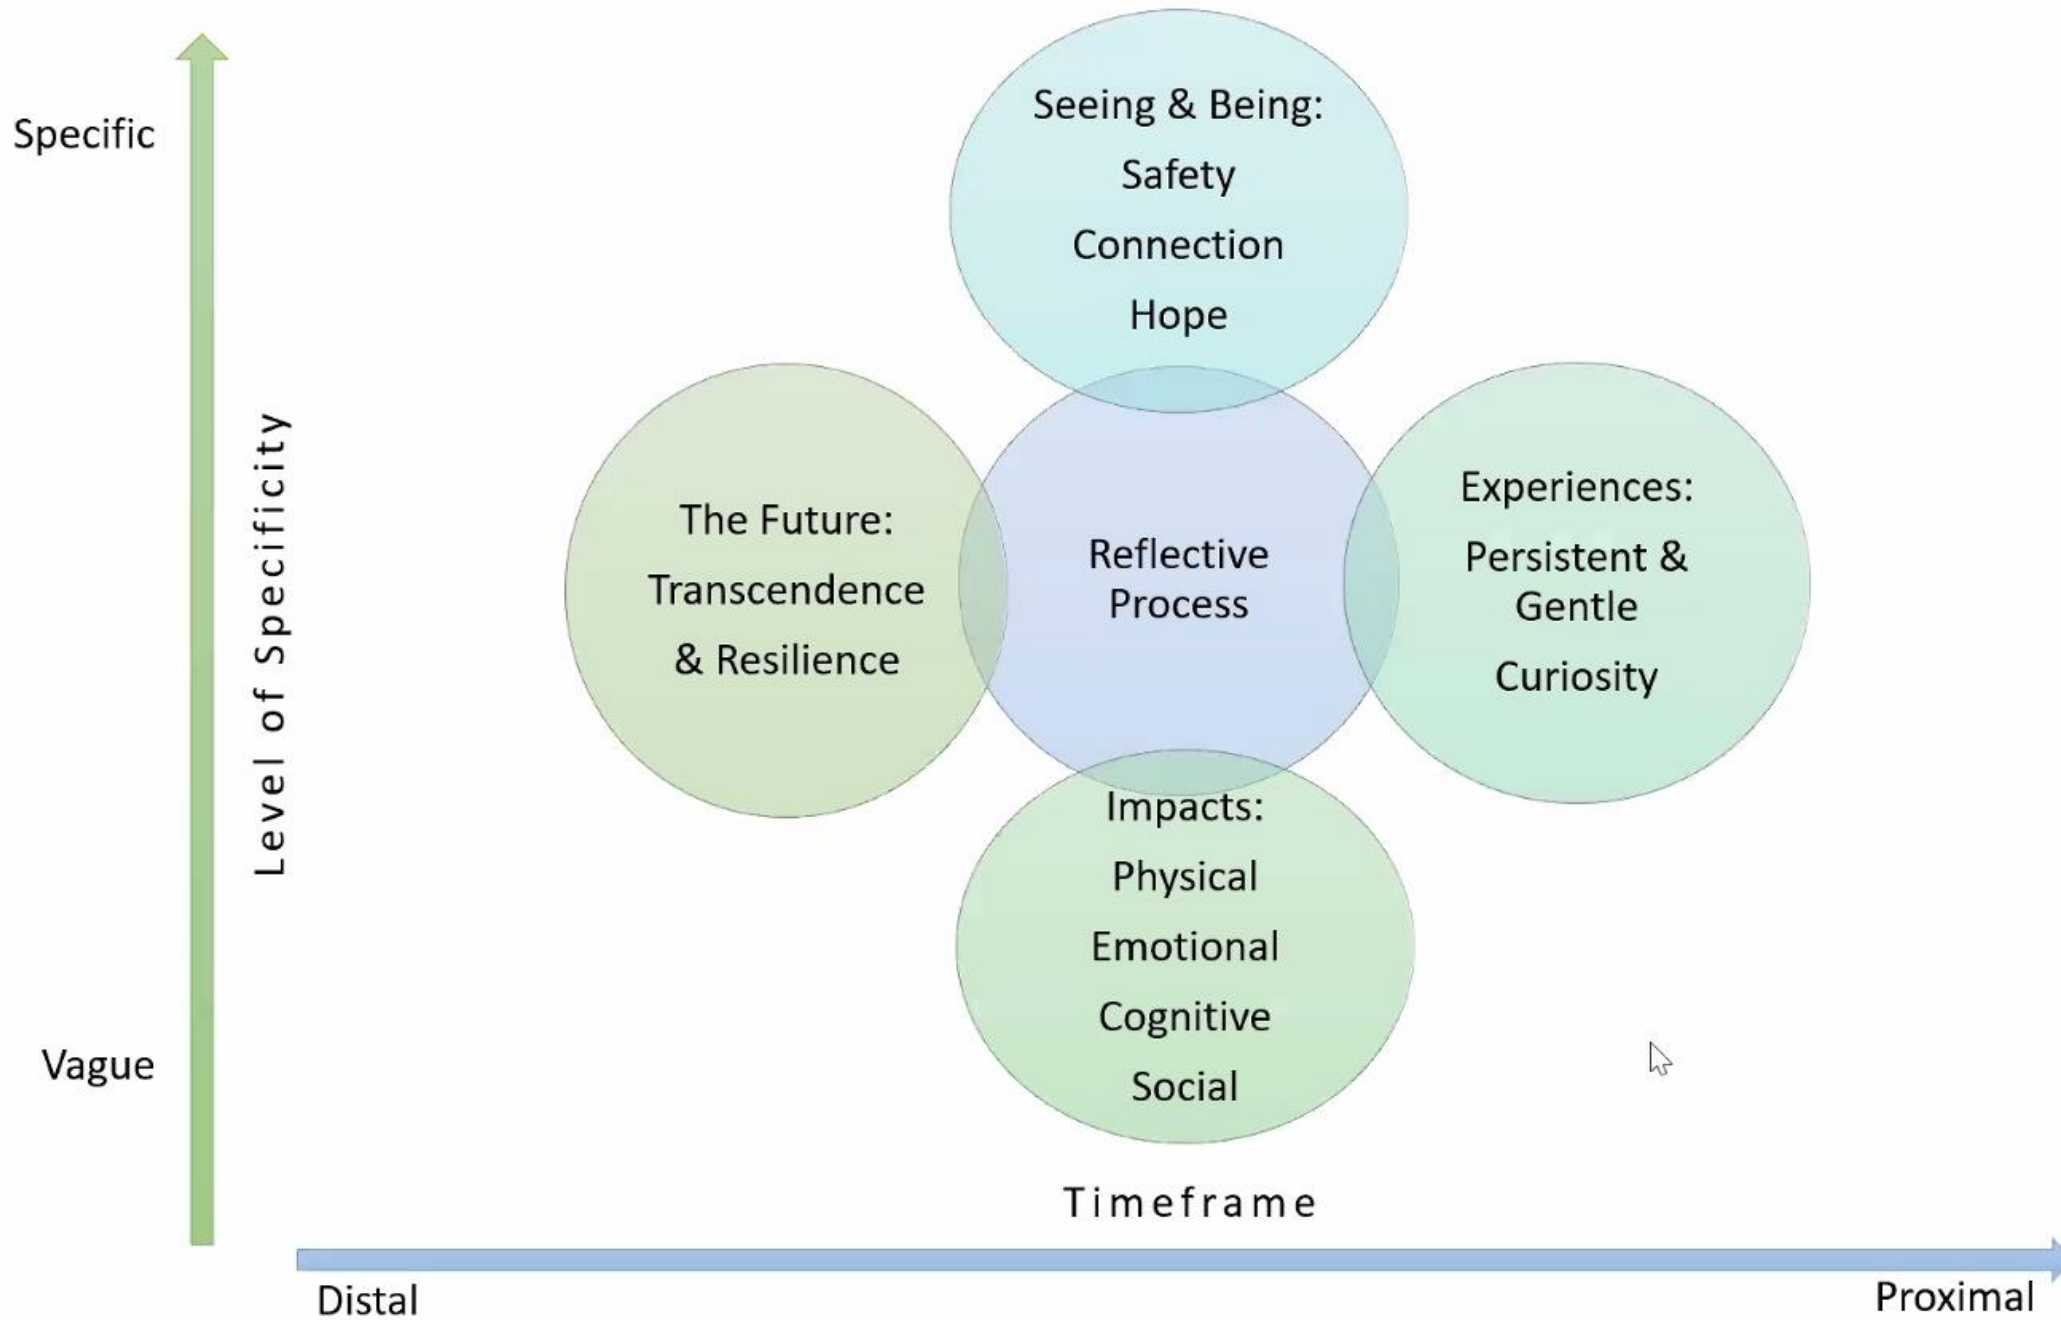 Specific
Level of Specificity
Vague
Seeing & Being:
Safety
Connection
Hope
The Future:
Transcendence
& Resilience
Reflective
Process
Experiences:
Persistent &
Gentle
Curiosity
Impacts:
Physical
Emotional
Cognitive
Social
Timeframe
Distal
Proximal